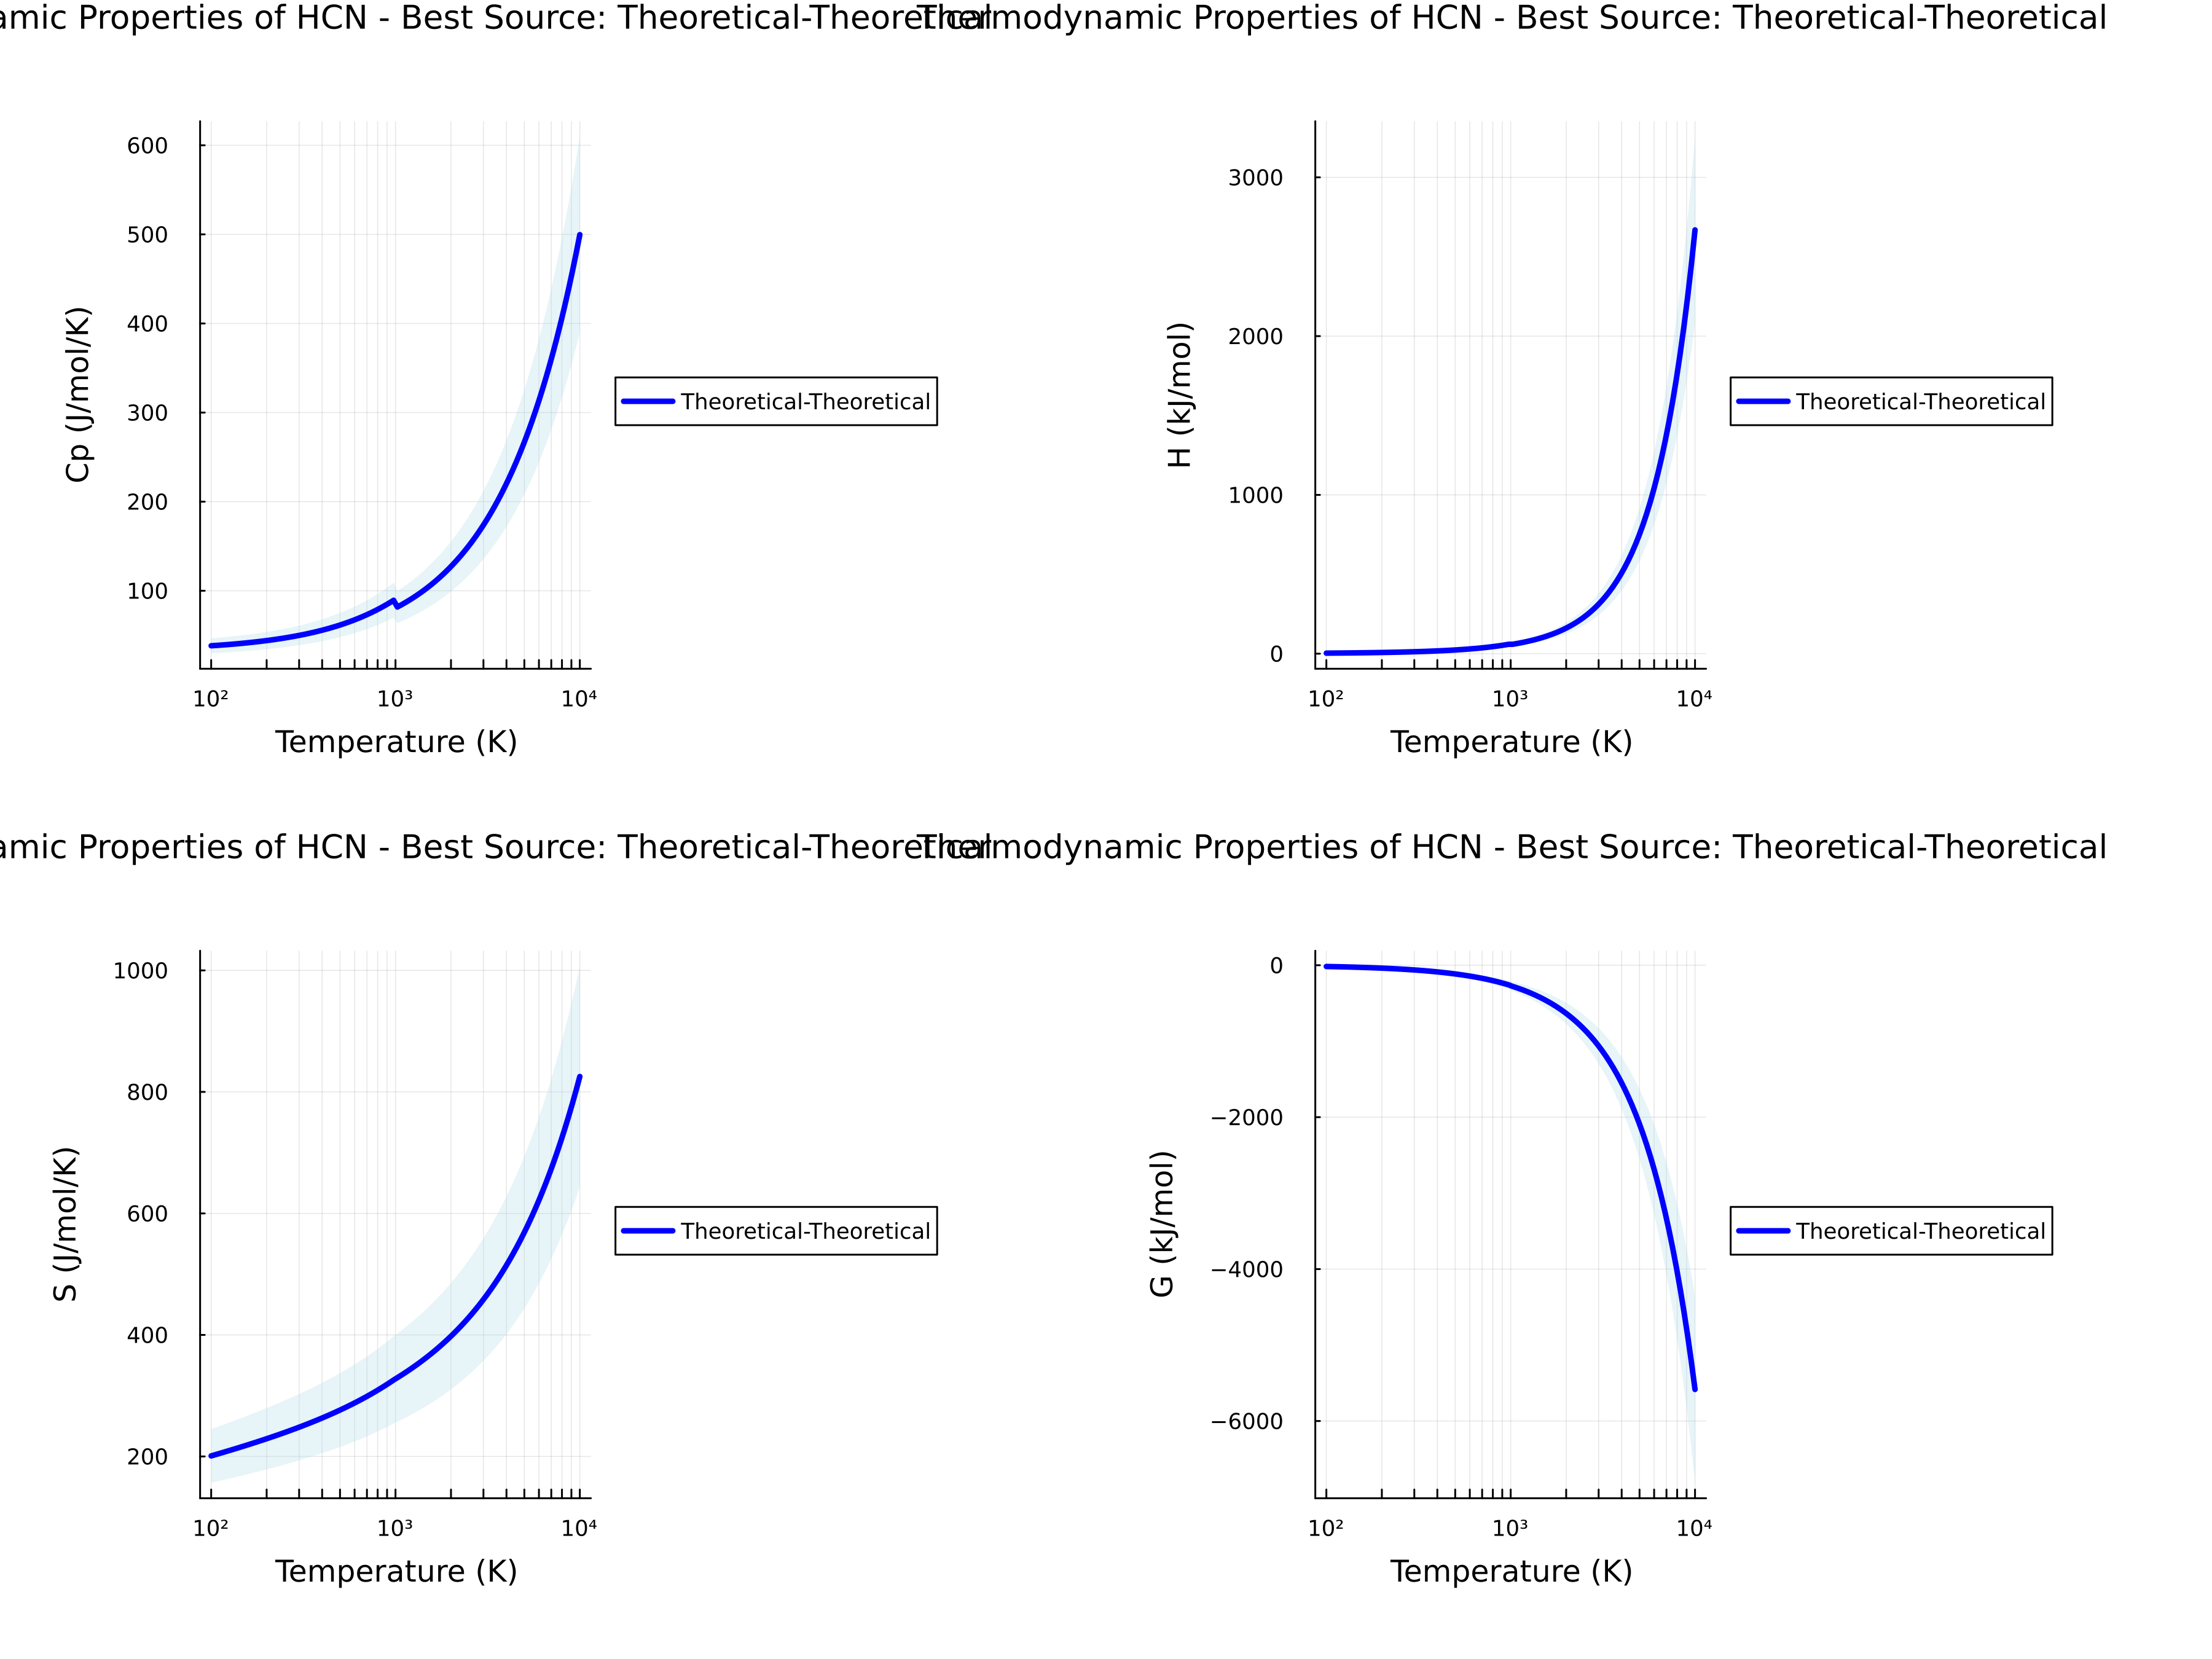 amic Properties of HCN - Best Source: Theoretical-Theoretical
Thermodynamic Properties of HCN - Best Source: Theoretical-Theoretical
600
500
400
300
200
100
Cp (J/mol/K)
10²
10³
10⁴
Temperature (K)
Theoretical-Theoretical
3000
2000
1000
0
H (kJ/mol)
10²
10³
10⁴
Temperature (K)
Theoretical-Theoretical
amic Properties of HCN - Best Source: Theoretical-Theoretical
Thermodynamic Properties of HCN - Best Source: Theoretical-Theoretical
1000
800
600
400
200
S (J/mol/K)
10²
10³
10⁴
Temperature (K)
Theoretical-Theoretical
0
−2000
−4000
−6000
G (kJ/mol)
10²
10³
10⁴
Temperature (K)
Theoretical-Theoretical